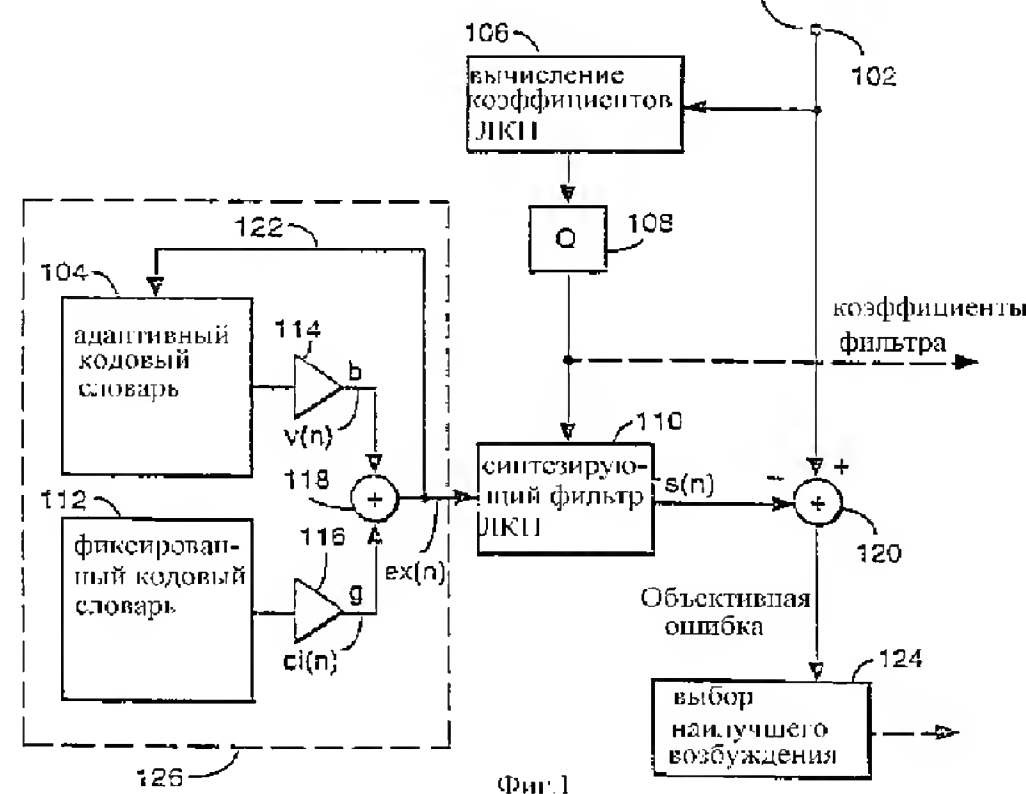 106
102
вычисление
коэффициентов
ЛКП
Q
108
122
104
адаптивный
кодовый
словарь
114
b
v(n)
коэффициенты
фильтра
110
синтезирую-
щий фильтр
ЛКП
s(n)
-
+
+
120
118
+
ex(n)
112
фиксирован-
ный кодовый
словарь
116
g
ci(n)
Объективная
ошибка
124
выбор
наилучшего
возбуждения
126
Фиг.1